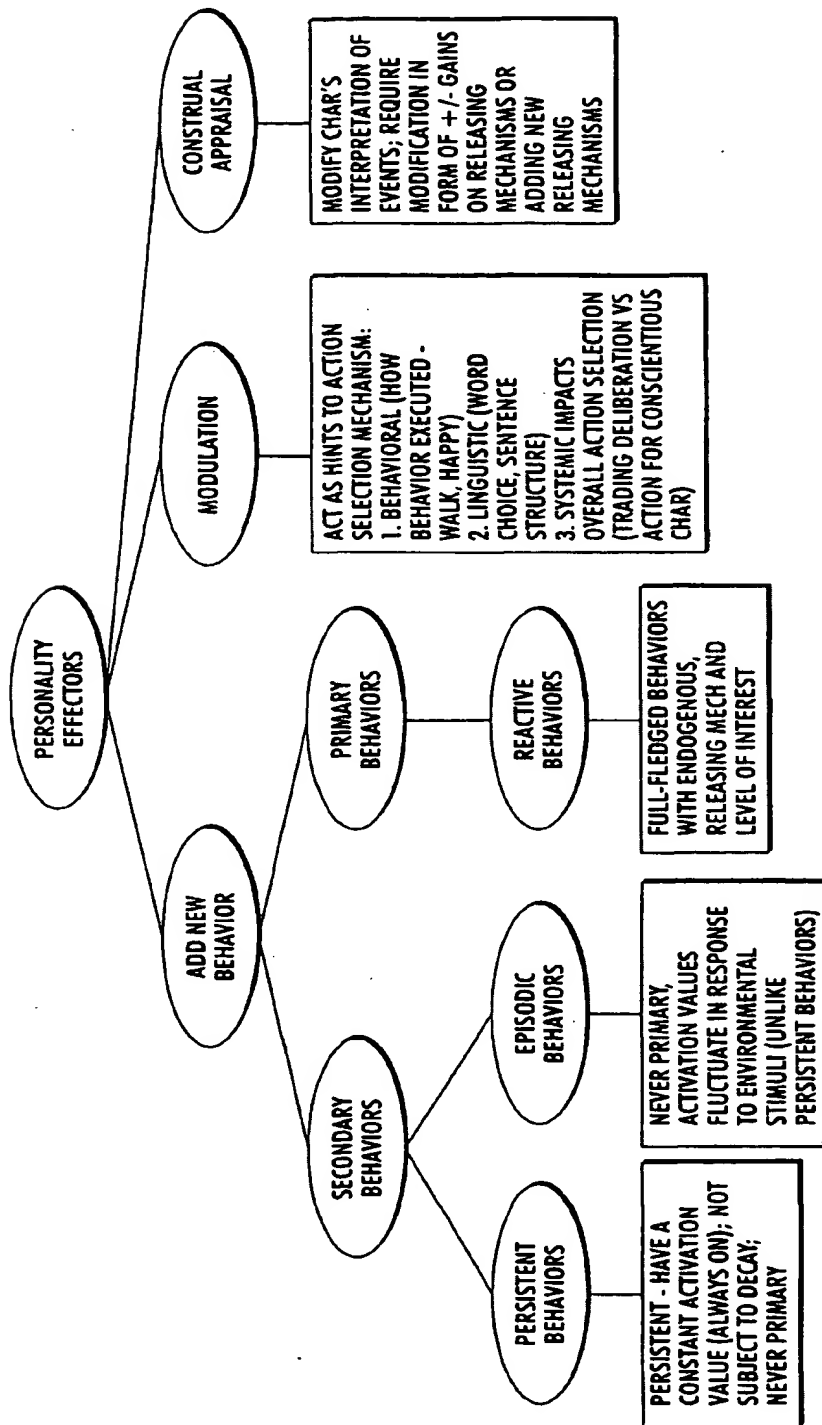 PERSONALITY
EFFECTORS
ADD NEW
BEHAVIOR
MODULATION
CONSTRUAL
APPRAISAL
SECONDARY
BEHAVIORS
PRIMARY
BEHAVIORS
ACT AS HINTS TO ACTION
SELECTION MECHANISM:
1. BEHAVIORAL (HOW
BEHAVIOR EXECUTED -
WALK, HAPPY)
2. LINGUISTIC (WORD
CHOICE, SENTENCE
STRUCTURE)
3. SYSTEMIC IMPACTS
OVERALL ACTION SELECTION
(TRADING DELIBERATION VS
ACTION FOR CONSCIENTIOUS
CHAR)
MODIFY CHAR'S
INTERPRETATION OF
EVENTS; REQUIRE
MODIFICATION IN
FORM OF +/- GAINS
ON RELEASING
MECHANISMS OR
ADDING NEW
RELEASING
MECHANISMS
PERSISTENT
BEHAVIORS
EPISODIC
BEHAVIORS
REACTIVE
BEHAVIORS
PERSISTENT - HAVE A
CONSTANT ACTIVATION
VALUE (ALWAYS ON); NOT
SUBJECT TO DECAY;
NEVER PRIMARY
NEVER PRIMARY,
ACTIVATION VALUES
FLUCTUATE IN RESPONSE
TO ENVIRONMENTAL
STIMULI (UNLIKE
PERSISTENT BEHAVIORS)
FULL-FLEDGED BEHAVIORS
WITH ENDOGENOUS,
RELEASING MECH AND
LEVEL OF INTEREST